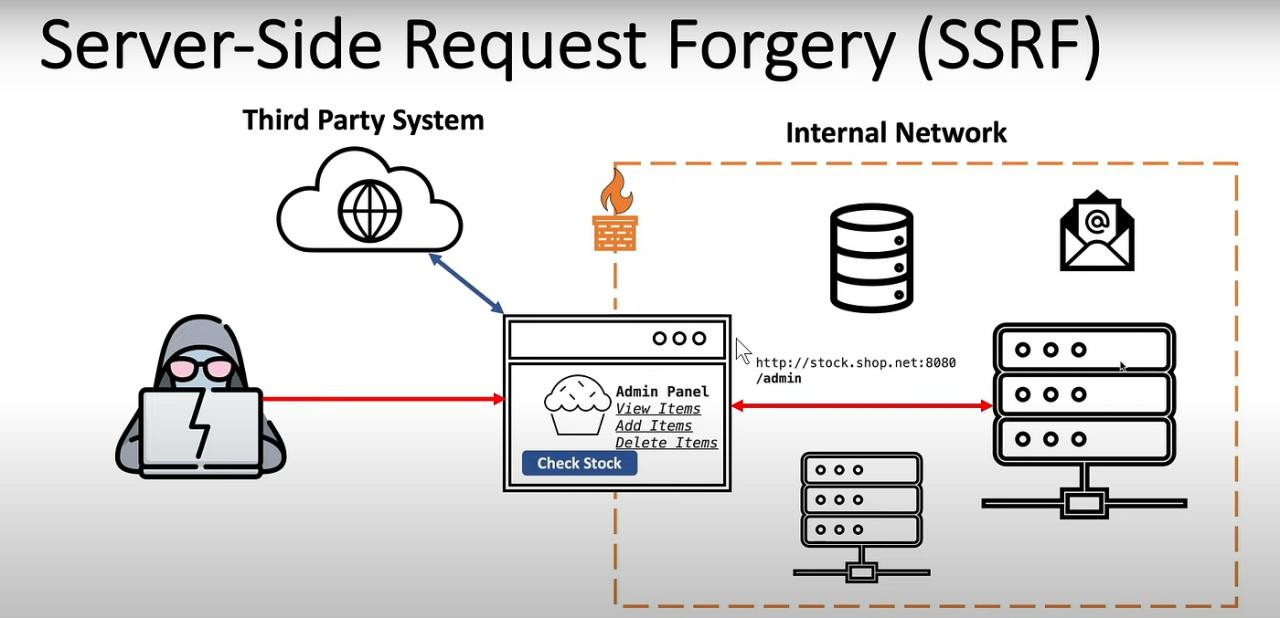 Server-Side Request Forgery (SSRF)
Third Party System
Internal Network
@
http://stock.shop.net:8080
/admin
Admin Panel
View Items
Add Items
Delete Items
Check Stock